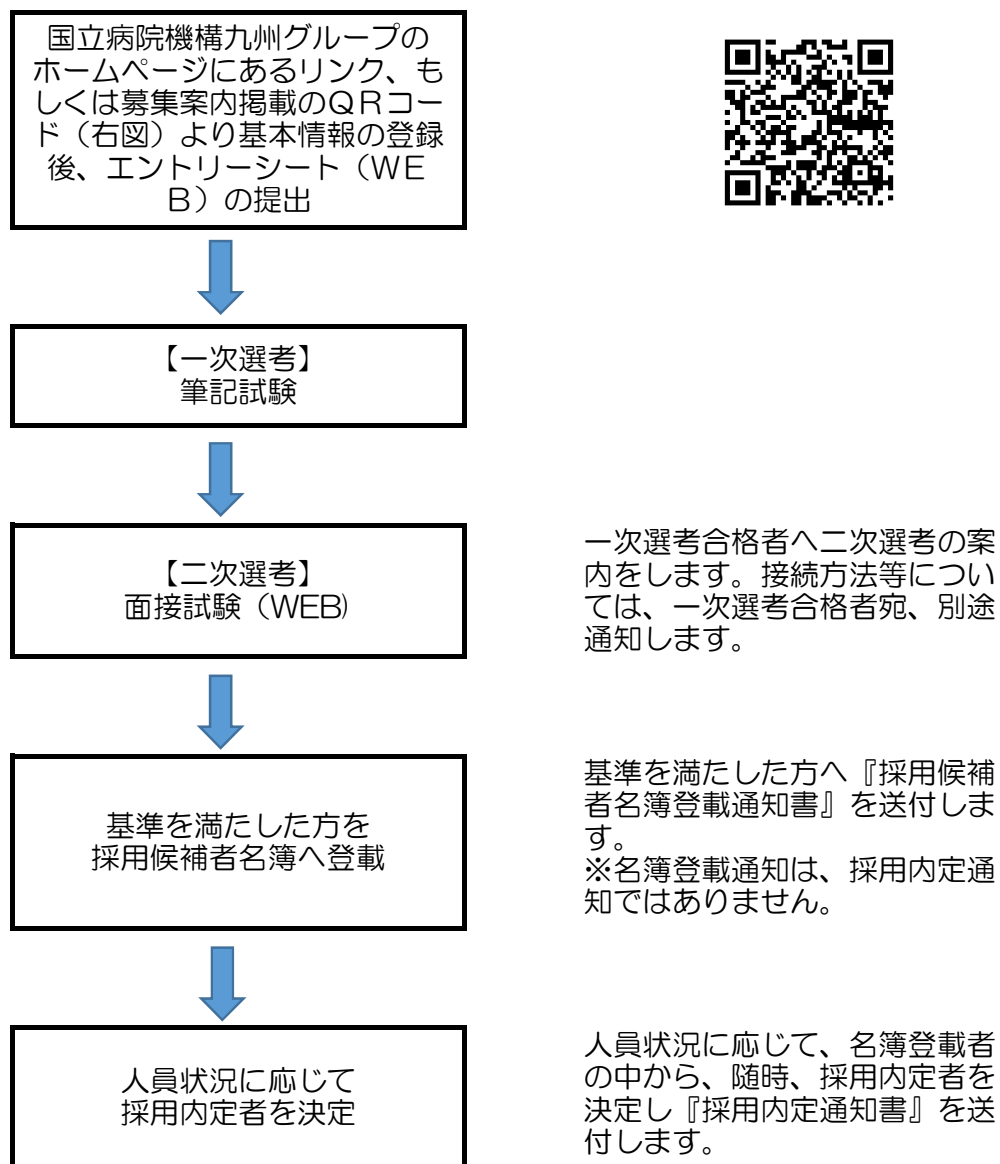 国立病院機構九州グループの
ホームページにあるリンク、も
しくは募集案内掲載のＱＲコー
ド（右図）より基本情報の登録
後、エントリーシート（ＷＥ
Ｂ）の提出
【一次選考】
筆記試験
【二次選考】
面接試験（WEB)
一次選考合格者へ二次選考の案
内をします。接続方法等につい
ては、一次選考合格者宛、別途
通知します。
基準を満たした方を
採用候補者名簿へ登載
基準を満たした方へ『採用候補
者名簿登載通知書』を送付しま
す。
※名簿登載通知は、採用内定通
知ではありません。
人員状況に応じて
採用内定者を決定
人員状況に応じて、名簿登載者
の中から、随時、採用内定者を
決定し『採用内定通知書』を送
付します。